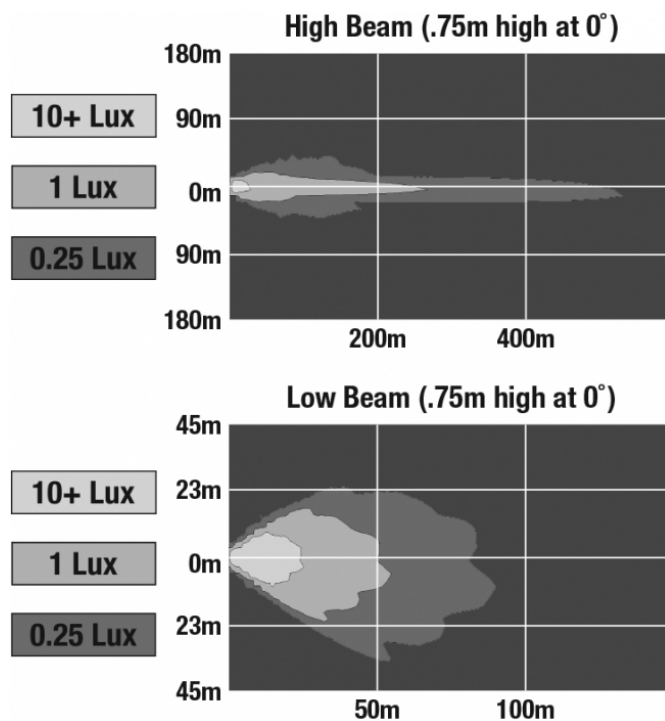 High Beam (.75m high at 0°)
180m
10+ Lux
90m
1 Lux
0m
0.25 Lux
90m
180m
200m 400m
Low Beam (.75m high at 0°)
45m
10+ Lux
23m
1 Lux
0m
0.25 Lux
23m
45m
50m 100m